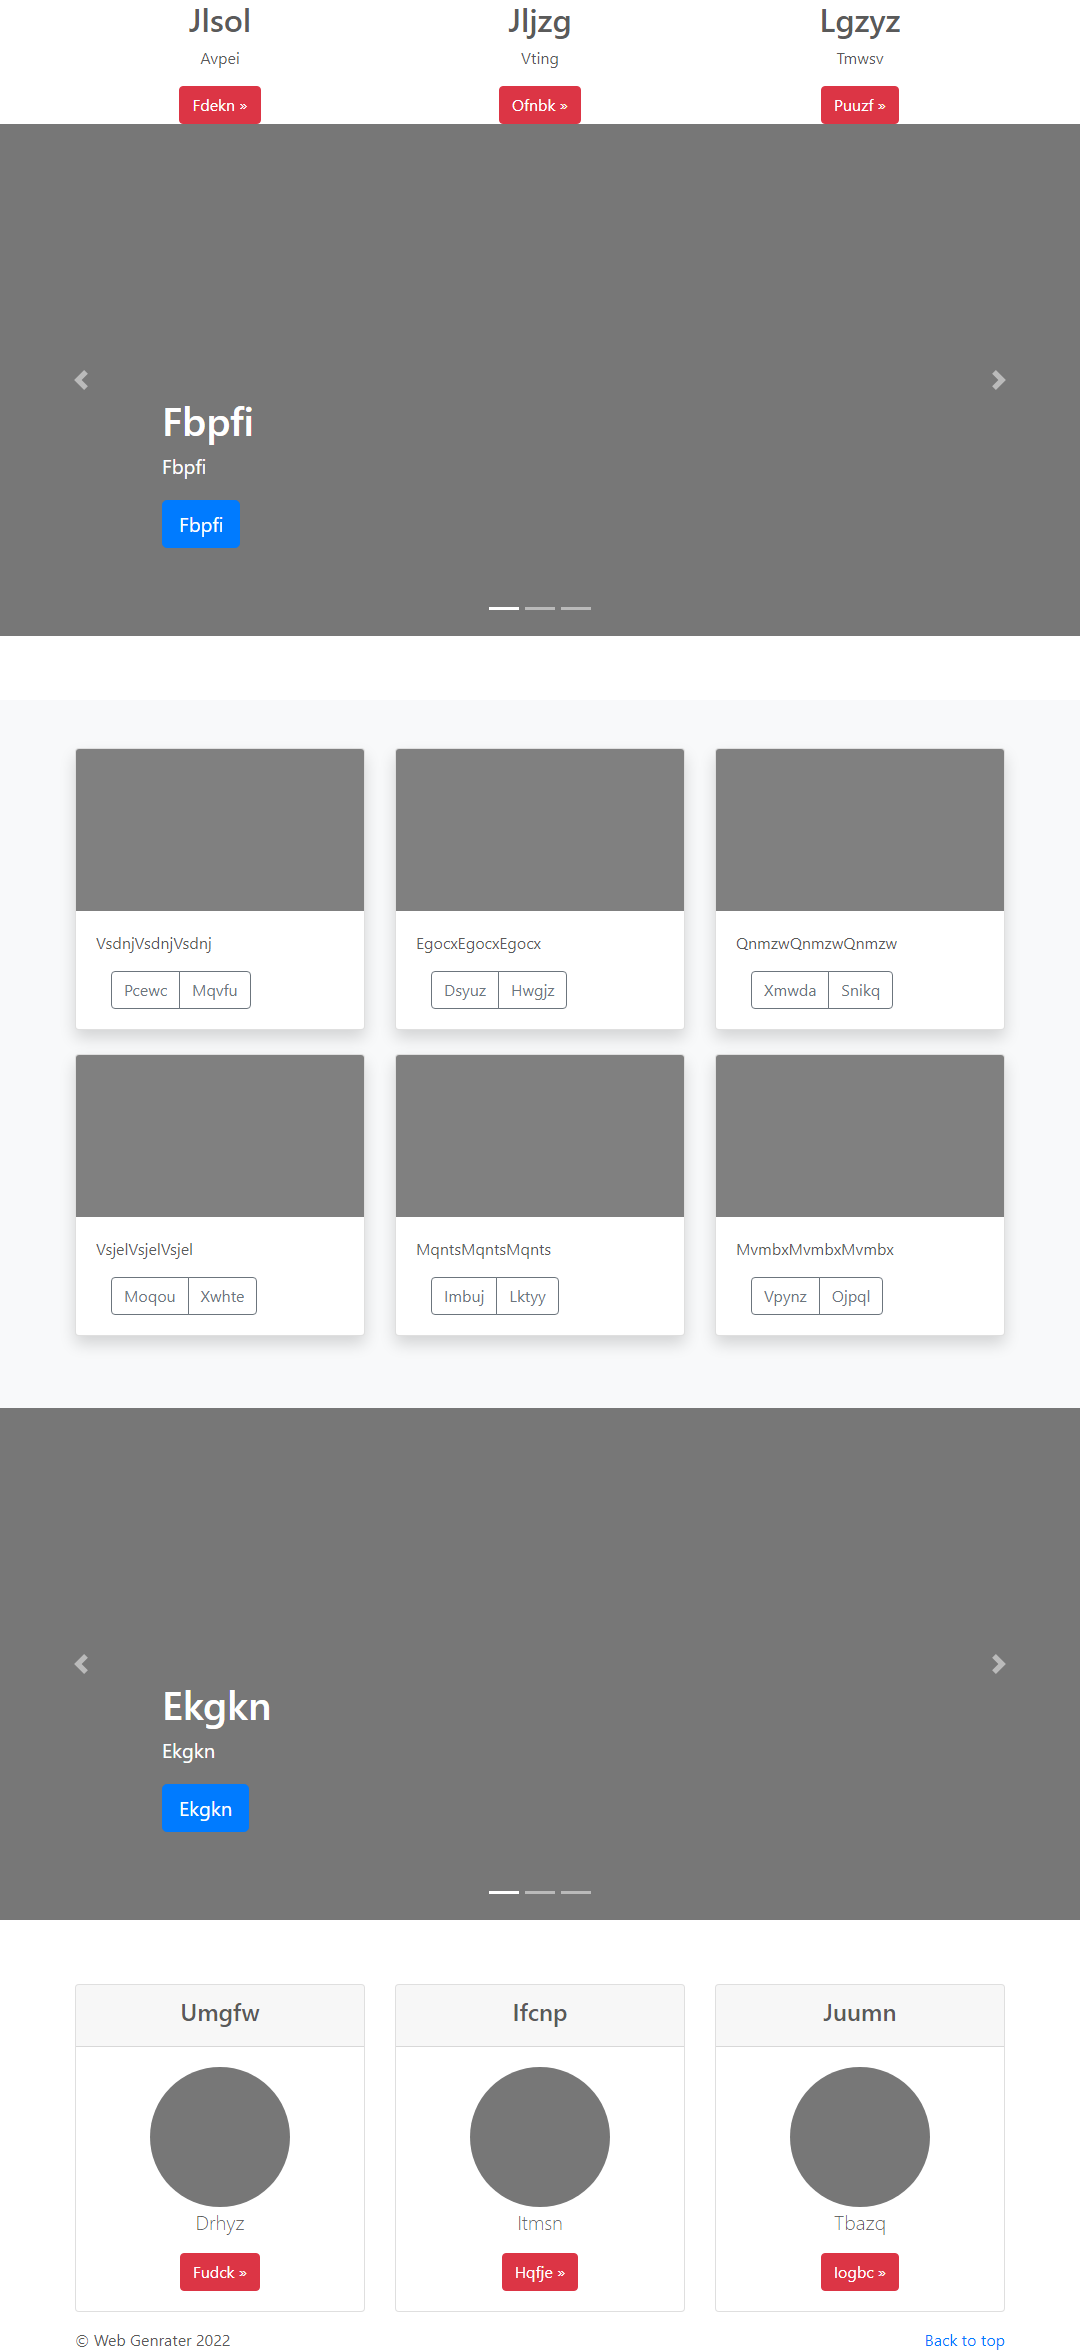 Jlsol Jljzg Lgzyz
Avpei Vting Tmwsv
Fdekn » Ofnbk » Puuzf »
Fbpfi
Fbpfi
Fbpfi
VsdnjVsdnjVsdnj EgocxEgocxEgocx QnmzwQnmzwQnmzw
Pcewc Mqvfu Dsyuz Hwgjz Xmwda Snikq
VsjelVsjelVsjel MqntsMqntsMqnts MvmbxMvmbxMvmbx
Moqou Xwhte Imbuj Lktyy Vpynz Ojpql
Ekgkn
Ekgkn
Ekgkn
Umgfw Ifcnp Juumn
Drhyz Itmsn Tbazq
Fudck » Hqfje » Iogbc »
© Web Genrater 2022 Back to top